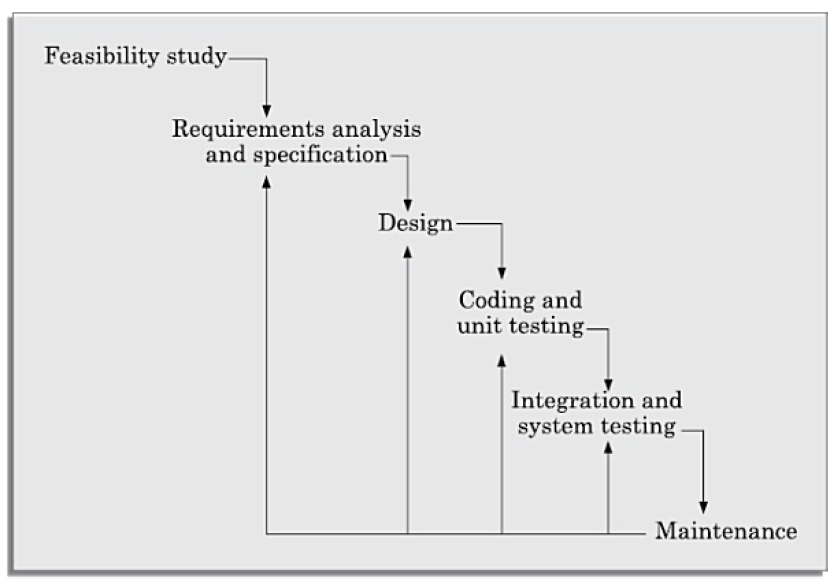 Feasibility study
Requirements analysis
and specification
Design
Coding and
unit testing
Integration and
system testing
Maintenance